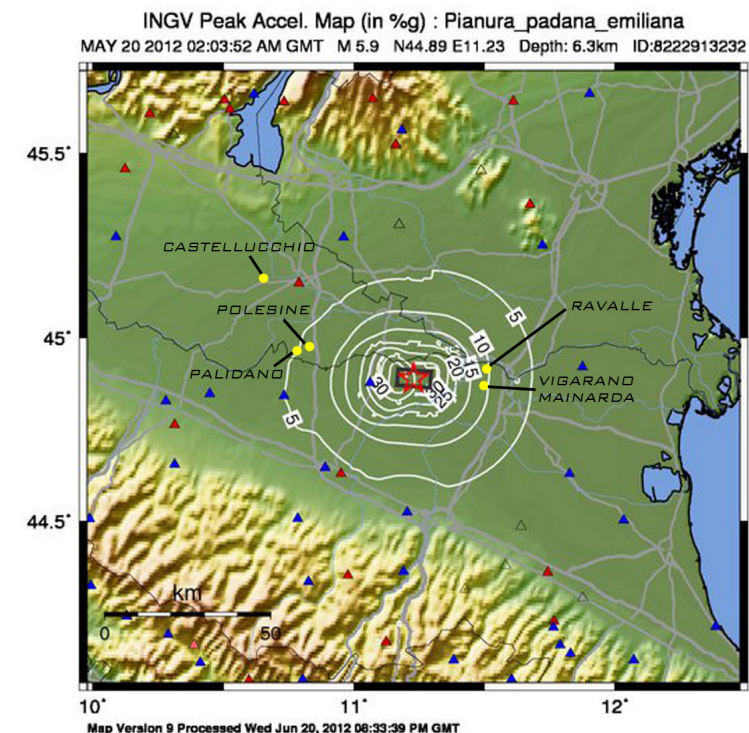 INGV Peak Accel. Map (in %g) : Pianura_padana_emiliana
MAY 20 2012 02:03:52 AM GMT M 5.9 N44.89 E11.23 Depth: 6.3km ID:8222913232
45.5°
CASTELLUCCHIO
5
POLESINE
RAVALLE
45°
10
15
20
PALIDANO
30
VIGARANO
MAINARDA
5
44.5°
km
0 50
10° 11° 12°
Map Version 9 Processed Wed Jun 20, 2012 08:33:39 PM GMT